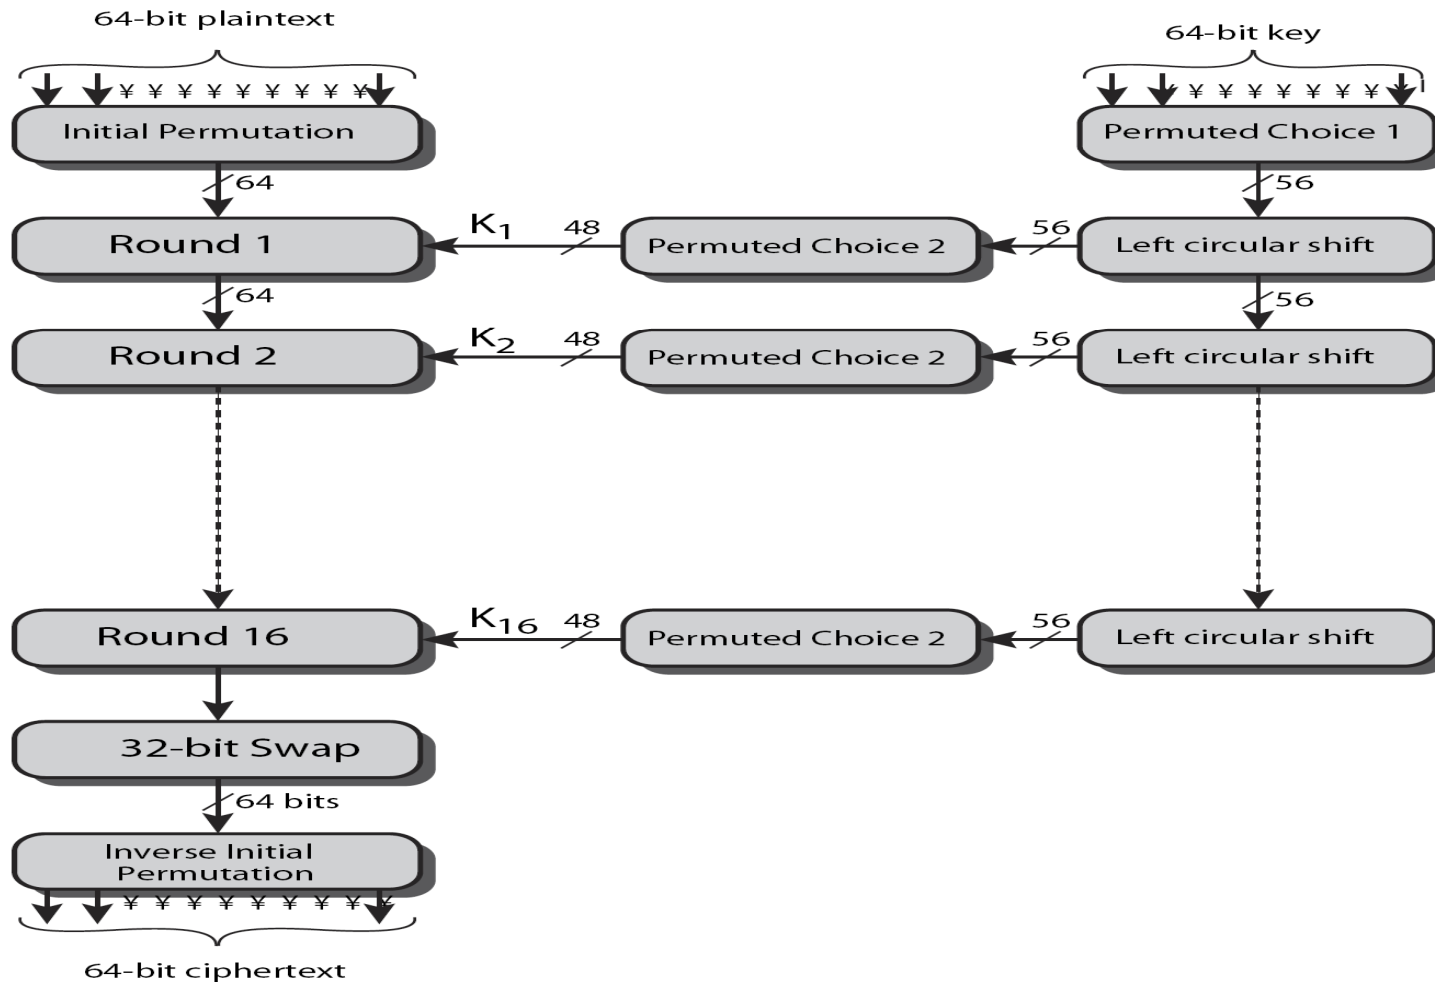 64-bit plaintext
64-bit key
¥ ¥ ¥ ¥ ¥ ¥ ¥ ¥ ¥
¥ ¥ ¥ ¥ ¥ ¥ ¥
Initial Permutation
Permuted Choice 1
64
56
Round 1
K1
48
Permuted Choice 2
56
Left circular shift
64
56
Round 2
K2
48
Permuted Choice 2
56
Left circular shift
Round 16
K16
48
Permuted Choice 2
56
Left circular shift
32-bit Swap
64 bits
Inverse Initial
Permutation
¥ ¥ ¥ ¥ ¥ ¥ ¥ ¥ ¥
64-bit ciphertext